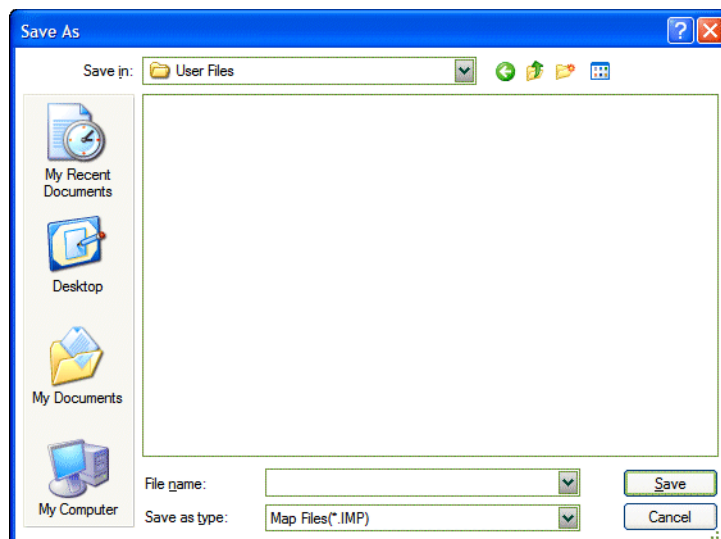 Save As
Save in: User Files
My Recent
Documents
Desktop
My Documents
My Computer
File name:
Save
Save as type: Map Files(*.IMP)
Cancel